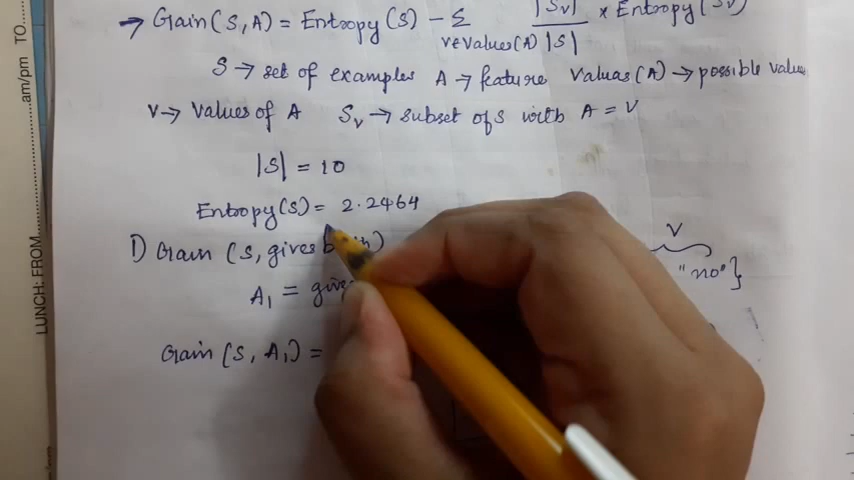 → Gain (S, A) = Entropy (S) - Σ v∈Values(A) |Sv| / |S| × Entropy (Sv)
S → set of examples A → feature Values (A) → possible values
V → Values of A Sv → subset of S with A = V
|S| = 10
Entropy (S) = 2.2464
1) Gain (S, gives
V
A1 =
"no"}
Gain (S, A1) =
LUNCH: FROM am/pm TO